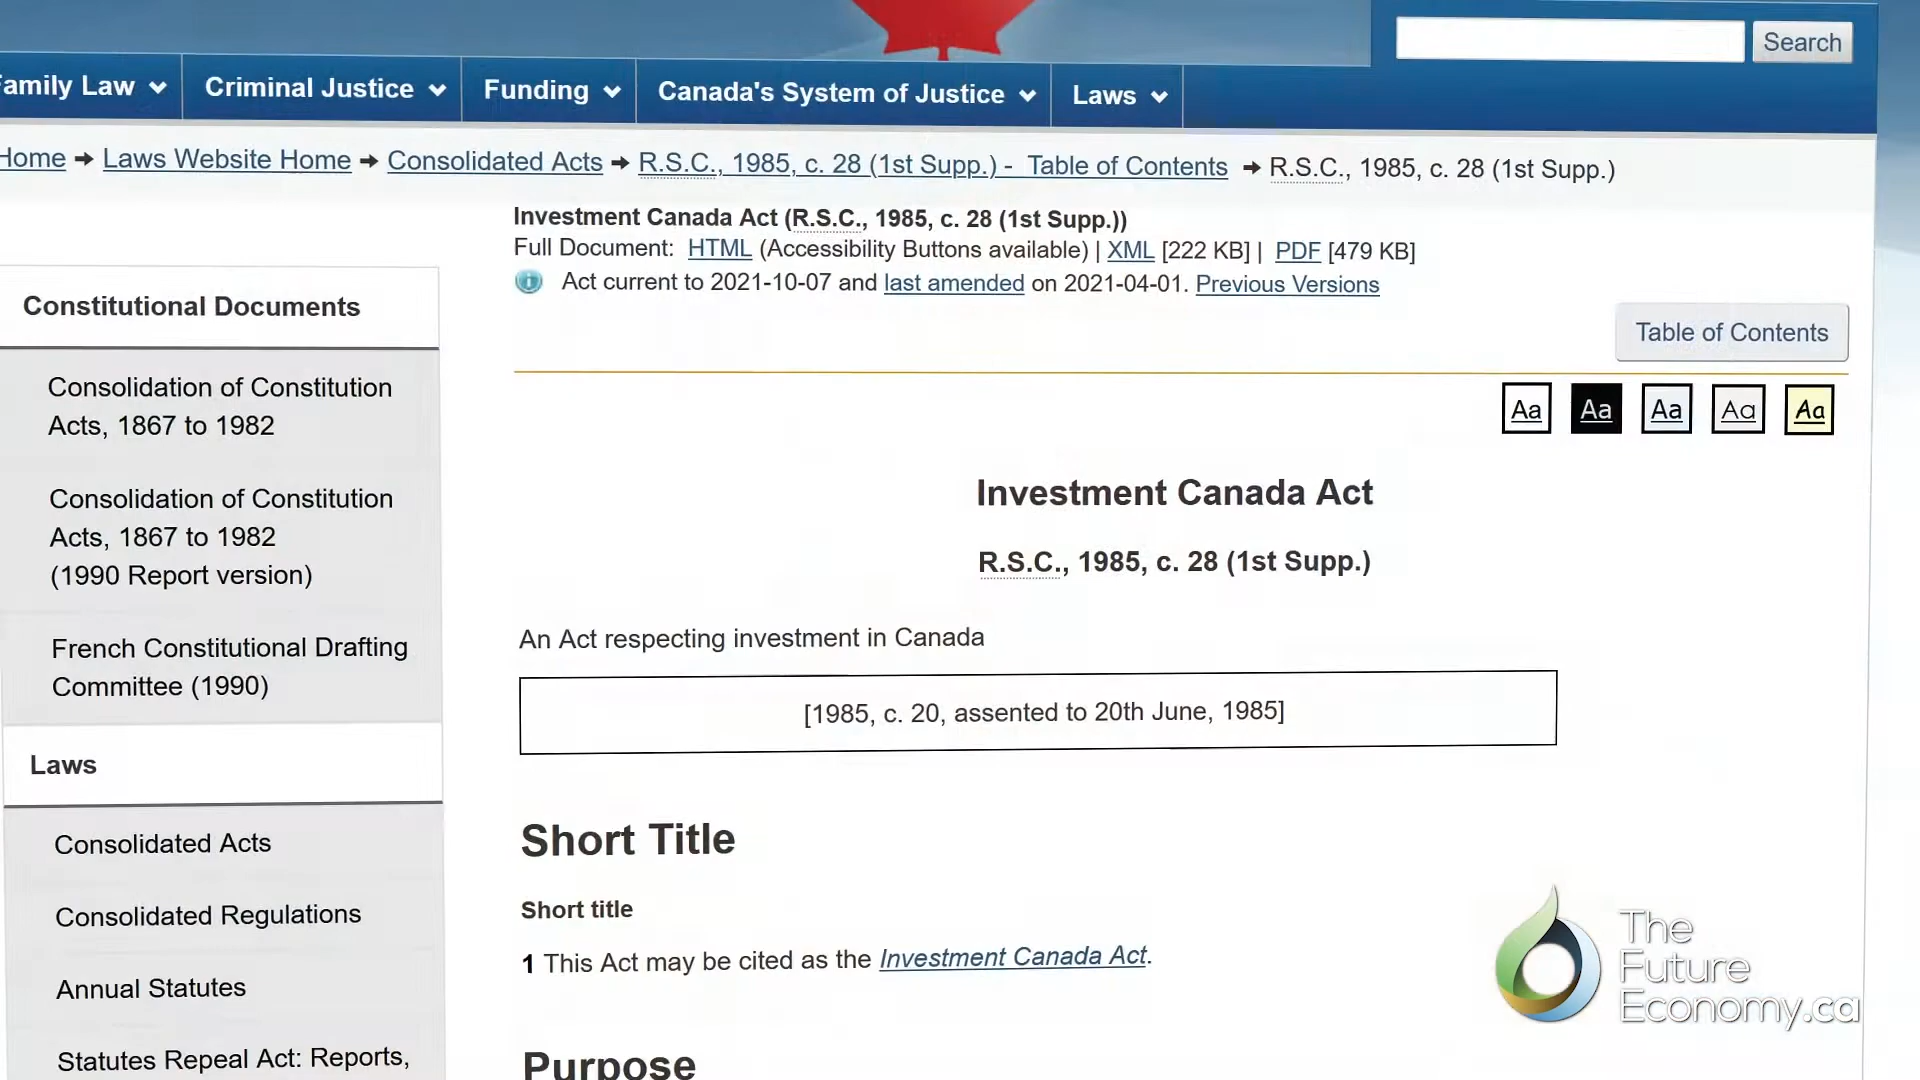 Search
Family Law
Criminal Justice
Funding
Canada's System of Justice
Laws
Home
Laws Website Home
Consolidated Acts
R.S.C., 1985, c. 28 (1st Supp.) - Table of Contents
R.S.C., 1985, c. 28 (1st Supp.)
Investment Canada Act (R.S.C., 1985, c. 28 (1st Supp.))
Full Document: HTML (Accessibility Buttons available) | XML [222 KB] | PDF [479 KB]
Act current to 2021-10-07 and last amended on 2021-04-01. Previous Versions
Table of Contents
Aa Aa Aa Aa Aa
Constitutional Documents
Consolidation of Constitution
Acts, 1867 to 1982
Consolidation of Constitution
Acts, 1867 to 1982
(1990 Report version)
French Constitutional Drafting
Committee (1990)
Laws
Consolidated Acts
Consolidated Regulations
Annual Statutes
Statutes Repeal Act: Reports,
Investment Canada Act
R.S.C., 1985, c. 28 (1st Supp.)
An Act respecting investment in Canada
[1985, c. 20, assented to 20th June, 1985]
Short Title
Short title
1 This Act may be cited as the Investment Canada Act.
Purpose
The
Future
Economy.ca